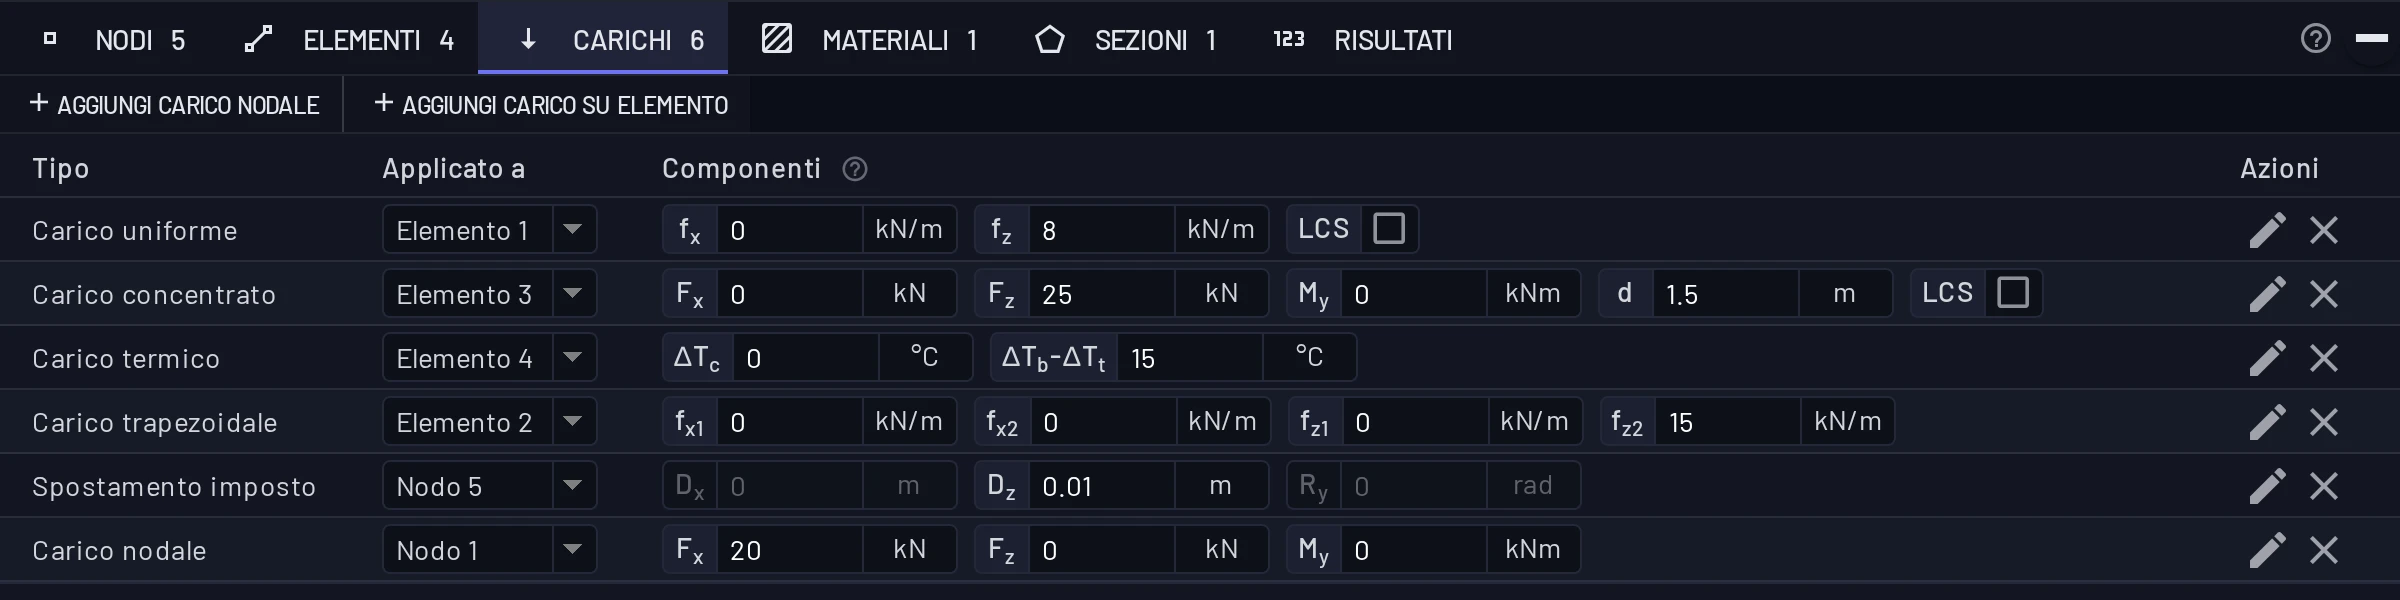 NODI 5 ELEMENTI 4 CARICHI 6 MATERIALI 1 SEZIONI 1 123 RISULTATI ?
+ AGGIUNGI CARICO NODALE + AGGIUNGI CARICO SU ELEMENTO
Tipo Applicato a Componenti ? Azioni
Carico uniforme Elemento 1 fx 0 kN/m fz 8 kN/m LCS
Carico concentrato Elemento 3 Fx 0 kN Fz 25 kN My 0 kNm d 1.5 m LCS
Carico termico Elemento 4 ΔTc 0 °C ΔTb-ΔTt 15 °C
Carico trapezoidale Elemento 2 fx1 0 kN/m fx2 0 kN/m fz1 0 kN/m fz2 15 kN/m
Spostamento imposto Nodo 5 Dx 0 m Dz 0.01 m Ry 0 rad
Carico nodale Nodo 1 Fx 20 kN Fz 0 kN My 0 kNm